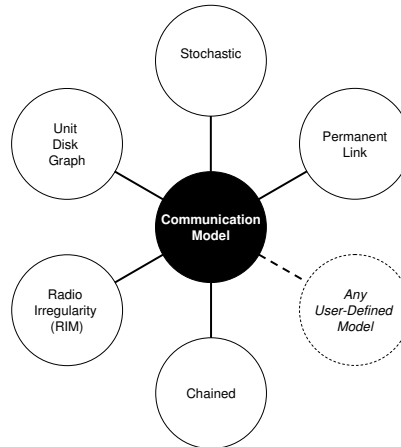 Stochastic
Unit
Disk
Graph
Permanent
Link
Communication
Model
Radio
Irregularity
(RIM)
Any
User-Defined
Model
Chained